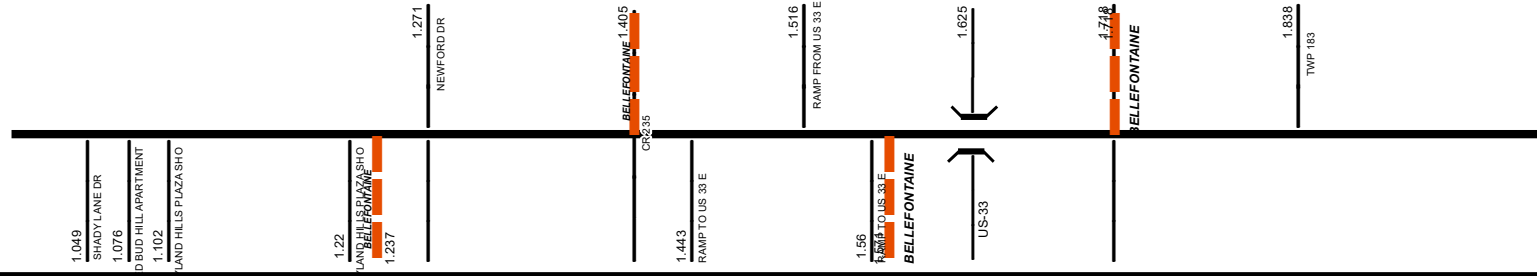 1.271
NEWFORD DR
1.405
BELLEFONTAINE
CR 235
1.516
RAMP FROM US 33 E
1.625
1.718
BELLEFONTAINE
1.838
TWP 183
1.049
SHADY LANE DR
1.076
D BUD HILL APARTMENT
1.102
YLAND HILLS PLAZA SHO
1.22
YLAND HILLS PLAZA SHO
BELLEFONTAINE
1.237
1.443
RAMP TO US 33 E
1.56
RAMP TO US 33 E
BELLEFONTAINE
US-33